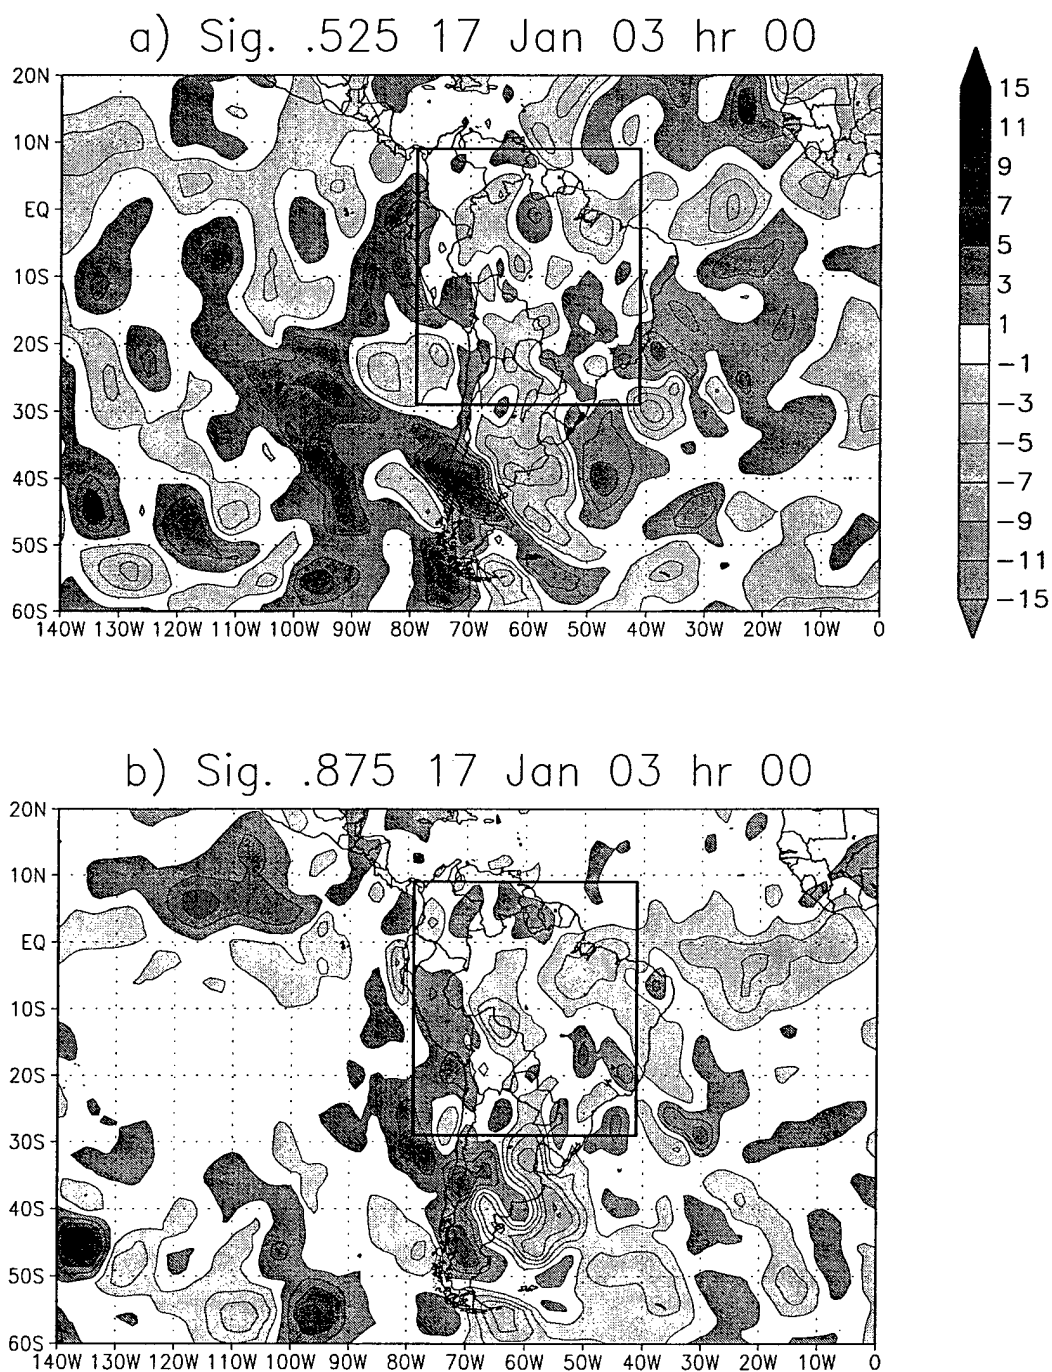 a) Sig. .525 17 Jan 03 hr 00
20N
10N
EQ
10S
20S
30S
40S
50S
60S
140W 130W 120W 110W 100W 90W 80W 70W 60W 50W 40W 30W 20W 10W 0
15
11
9
7
5
3
1
-1
-3
-5
-7
-9
-11
-15
b) Sig. .875 17 Jan 03 hr 00
20N
10N
EQ
10S
20S
30S
40S
50S
60S
140W 130W 120W 110W 100W 90W 80W 70W 60W 50W 40W 30W 20W 10W 0